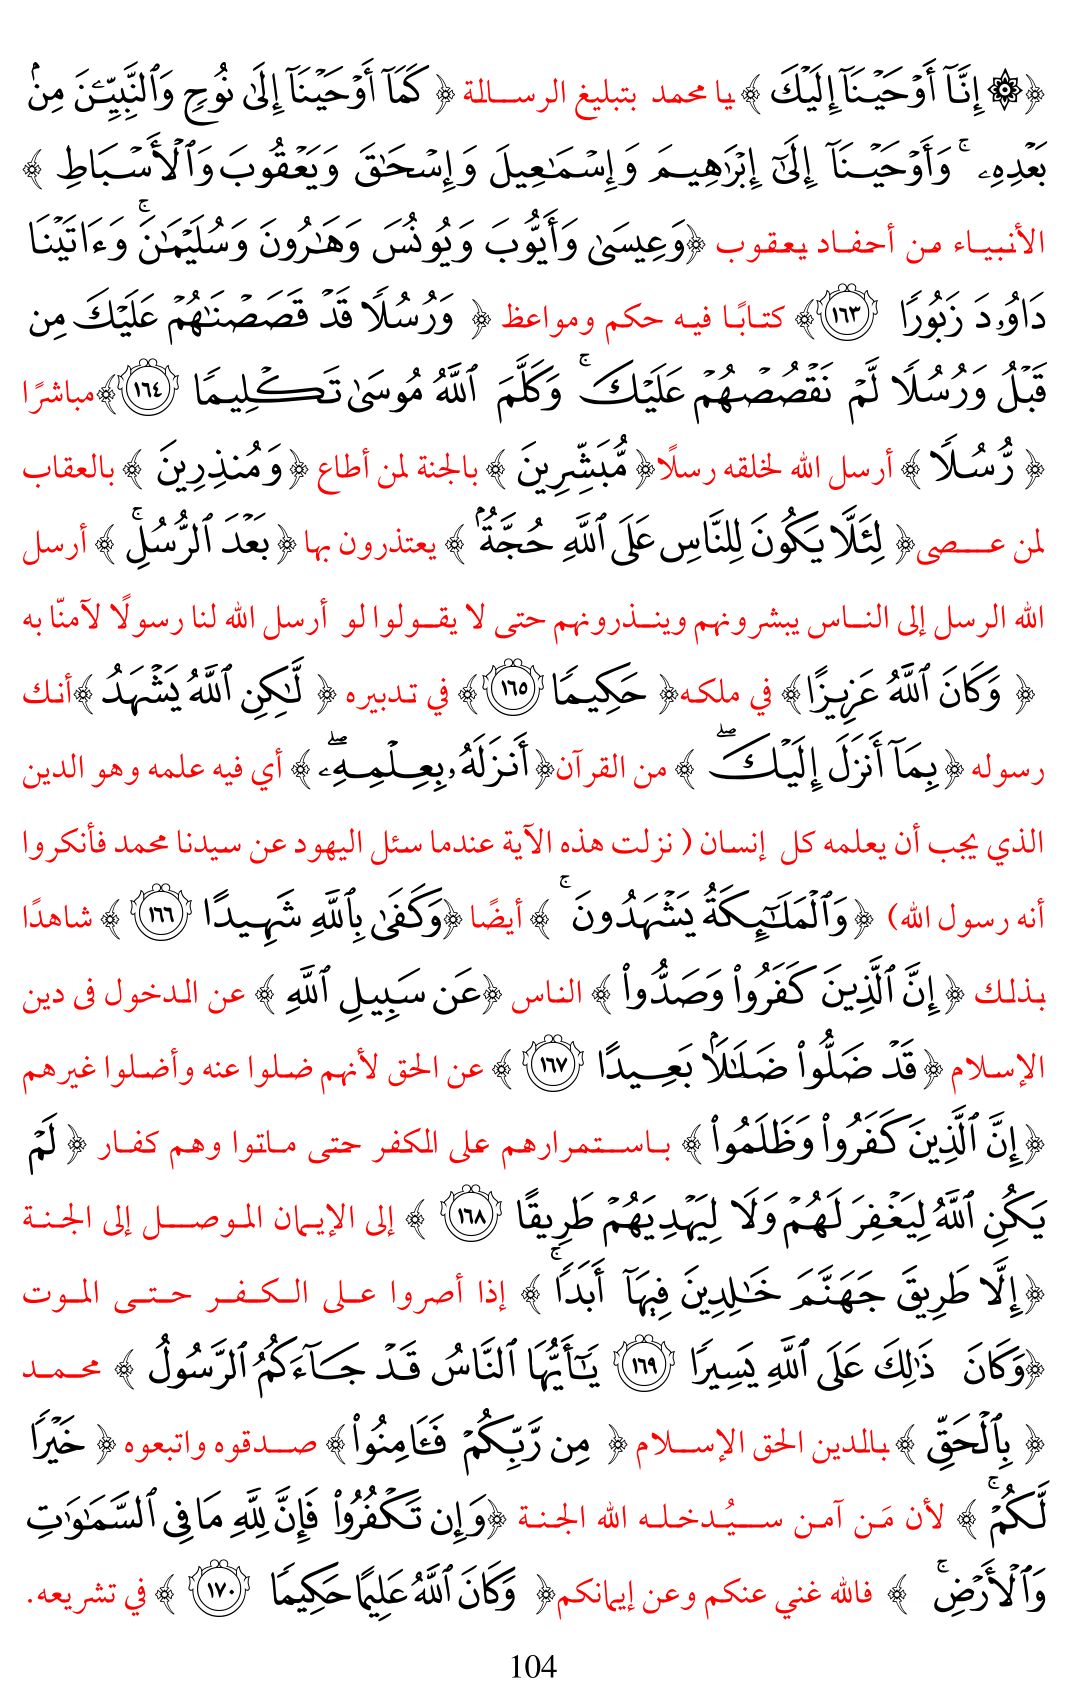 ﴿۞ إِنَّآ أَوۡحَيۡنَآ إِلَيۡكَ ﴾ يا محمد بتبليغ الرسالة ﴿ كَمَآ أَوۡحَيۡنَآ إِلَىٰ نُوحٖ وَٱلنَّبِيِّـۧنَ مِنۢ
بَعۡدِهِۦۚ وَأَوۡحَيۡنَآ إِلَىٰٓ إِبۡرَٰهِيمَ وَإِسۡمَٰعِيلَ وَإِسۡحَٰقَ وَيَعۡقُوبَ وَٱلۡأَسۡبَاطِ ﴾
الأنبياء من أحفاد يعقوب ﴿وَعِيسَىٰ وَأَيُّوبَ وَيُونُسَ وَهَٰرُونَ وَسُلَيۡمَٰنَۚ وَءَاتَيۡنَا
دَاوُۥدَ زَبُورٗا ١٦٣﴾ كتابًا فيه حكم ومواعظ ﴿ وَرُسُلٗا قَدۡ قَصَصۡنَٰهُمۡ عَلَيۡكَ مِن
قَبۡلُ وَرُسُلٗا لَّمۡ نَقۡصُصۡهُمۡ عَلَيۡكَۚ وَكَلَّمَ ٱللَّهُ مُوسَىٰ تَكۡلِيمٗا ١٦٤﴾مباشرًا
﴿ رُّسُلٗا ﴾ أرسل الله لخلقه رسلًا﴿ مُّبَشِّرِينَ ﴾ بالجنة لمن أطاع ﴿وَمُنذِرِينَ ﴾ بالعقاب
لمن عصى﴿ لِئَلَّا يَكُونَ لِلنَّاسِ عَلَى ٱللَّهِ حُجَّةُۢ ﴾ يعتذرون بها ﴿بَعۡدَ ٱلرُّسُلِۚ ﴾ أرسل
الله الرسل إلى الناس يبشرونهم وينذرونهم حتى لا يقولوا لو أرسل الله لنا رسولًا لآمنّا به
﴿ وَكَانَ ٱللَّهُ عَزِيزًا﴾ في ملكه﴿ حَكِيمٗا ١٦٥﴾ في تدبيره ﴿ لَّٰكِنِ ٱللَّهُ يَشۡهَدُ ﴾أنك
رسوله ﴿بِمَآ أَنزَلَ إِلَيۡكَۖ ﴾ من القرآن﴿أَنزَلَهُۥ بِعِلۡمِهِۦۖ ﴾ أي فيه علمه وهو الدين
الذي يجب أن يعلمه كل إنسان ( نزلت هذه الآية عندما سئل اليهود عن سيدنا محمد فأنكروا
أنه رسول الله) ﴿وَٱلۡمَلَٰٓئِكَةُ يَشۡهَدُونَۚ ﴾ أيضًا ﴿وَكَفَىٰ بِٱللَّهِ شَهِيدًا ١٦٦﴾ شاهدًا
بذلك ﴿ إِنَّ ٱلَّذِينَ كَفَرُواْ وَصَدُّواْ ﴾ الناس ﴿عَن سَبِيلِ ٱللَّهِ ﴾ عن الدخول فى دين
الإسلام ﴿قَدۡ ضَلُّواْ ضَلَٰلَۢا بَعِيدًا ١٦٧﴾ عن الحق لأنهم ضلوا عنه وأضلوا غيرهم
﴿إِنَّ ٱلَّذِينَ كَفَرُواْ وَظَلَمُواْ ﴾ باستمرارهم على الكفر حتى ماتوا وهم كفار ﴿ لَمۡ
يَكُنِ ٱللَّهُ لِيَغۡفِرَ لَهُمۡ وَلَا لِيَهۡدِيَهُمۡ طَرِيقًا ١٦٨ ﴾ إلى الإيمان الموصل إلى الجنة
﴿إِلَّا طَرِيقَ جَهَنَّمَ خَٰلِدِينَ فِيهَآ أَبَدٗاۚ ﴾ إذا أصروا على الكفر حتى الموت
﴿وَكَانَ ذَٰلِكَ عَلَى ٱللَّهِ يَسِيرٗا ١٦٩ يَٰٓأَيُّهَا ٱلنَّاسُ قَدۡ جَآءَكُمُ ٱلرَّسُولُ ﴾ محمد
﴿ بِٱلۡحَقِّ ﴾ بالدين الحق الإسلام ﴿ مِن رَّبِّكُمۡ فَـَٔامِنُواْ ﴾ صدقوه واتبعوه ﴿ خَيۡرٗا
لَّكُمۡۚ ﴾ لأن مَن آمن سيُدخله الله الجنة ﴿وَإِن تَكۡفُرُواْ فَإِنَّ لِلَّهِ مَا فِي ٱلسَّمَٰوَٰتِ
وَٱلۡأَرۡضِۚ ﴾ فالله غني عنكم وعن إيمانكم﴿ وَكَانَ ٱللَّهُ عَلِيمًا حَكِيمٗا ١٧٠ ﴾ في تشريعه.
104